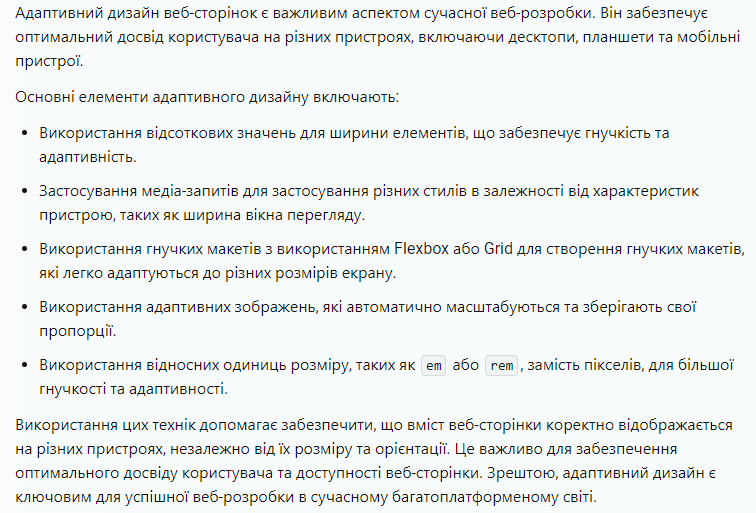 Адаптивний дизайн веб-сторінок є важливим аспектом сучасної веб-розробки. Він забезпечує
оптимальний досвід користувача на різних пристроях, включаючи десктопи, планшети та мобільні
пристрої.
Основні елементи адаптивного дизайну включають:
• Використання відсоткових значень для ширини елементів, що забезпечує гнучкість та
адаптивність.
• Застосування медіа-запитів для застосування різних стилів в залежності від характеристик
пристрою, таких як ширина вікна перегляду.
• Використання гнучких макетів з використанням Flexbox або Grid для створення гнучких макетів,
які легко адаптуються до різних розмірів екрану.
• Використання адаптивних зображень, які автоматично масштабуються та зберігають свої
пропорції.
• Використання відносних одиниць розміру, таких як em або rem, замість пікселів, для більшої
гнучкості та адаптивності.
Використання цих технік допомагає забезпечити, що вміст веб-сторінки коректно відображається
на різних пристроях, незалежно від їх розміру та орієнтації. Це важливо для забезпечення
оптимального досвіду користувача та доступності веб-сторінки. Зрештою, адаптивний дизайн є
ключовим для успішної веб-розробки в сучасному багатоплатформеному світі.